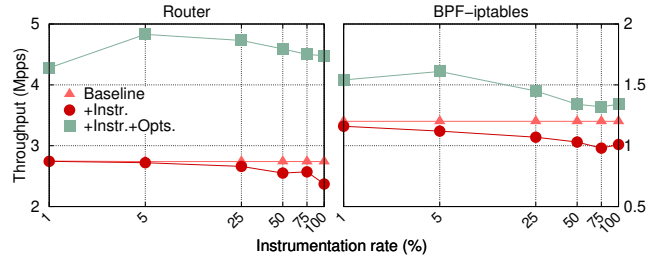 Router
BPF-iptables
Throughput (Mpps)
5
4
3
2
Baseline
+Instr.
+Instr.+Opts.
2
1.5
1
0.5
1 5 25 50 75 100
1 5 25 50 75 100
Instrumentation rate (%)